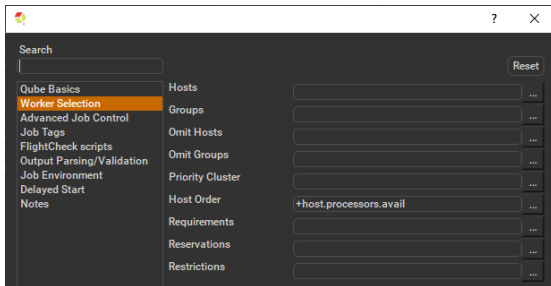 ?
Search
Reset
Qube Basics
Worker Selection
Advanced Job Control
Job Tags
FlightCheck scripts
Output Parsing/Validation
Job Environment
Delayed Start
Notes
Hosts ...
Groups ...
Omit Hosts ...
Omit Groups ...
Priority Cluster ...
Host Order +host.processors.avail ...
Requirements ...
Reservations ...
Restrictions ...